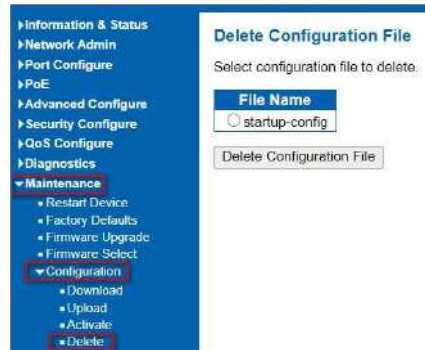 Information & Status
Network Admin
Port Configure
PoE
Advanced Configure
Security Configure
QoS Configure
Diagnostics
Maintenance
Restart Device
Factory Defaults
Firmware Upgrade
Firmware Select
Configuration
Download
Upload
Activate
Delete
Delete Configuration File
Select configuration file to delete.
File Name
startup-config
Delete Configuration File